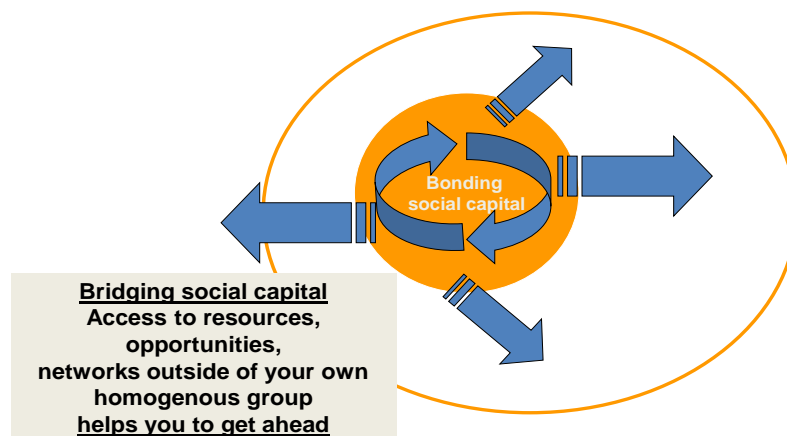 Bonding
social capital
Bridging social capital
Access to resources,
opportunities,
networks outside of your own
homogenous group
helps you to get ahead